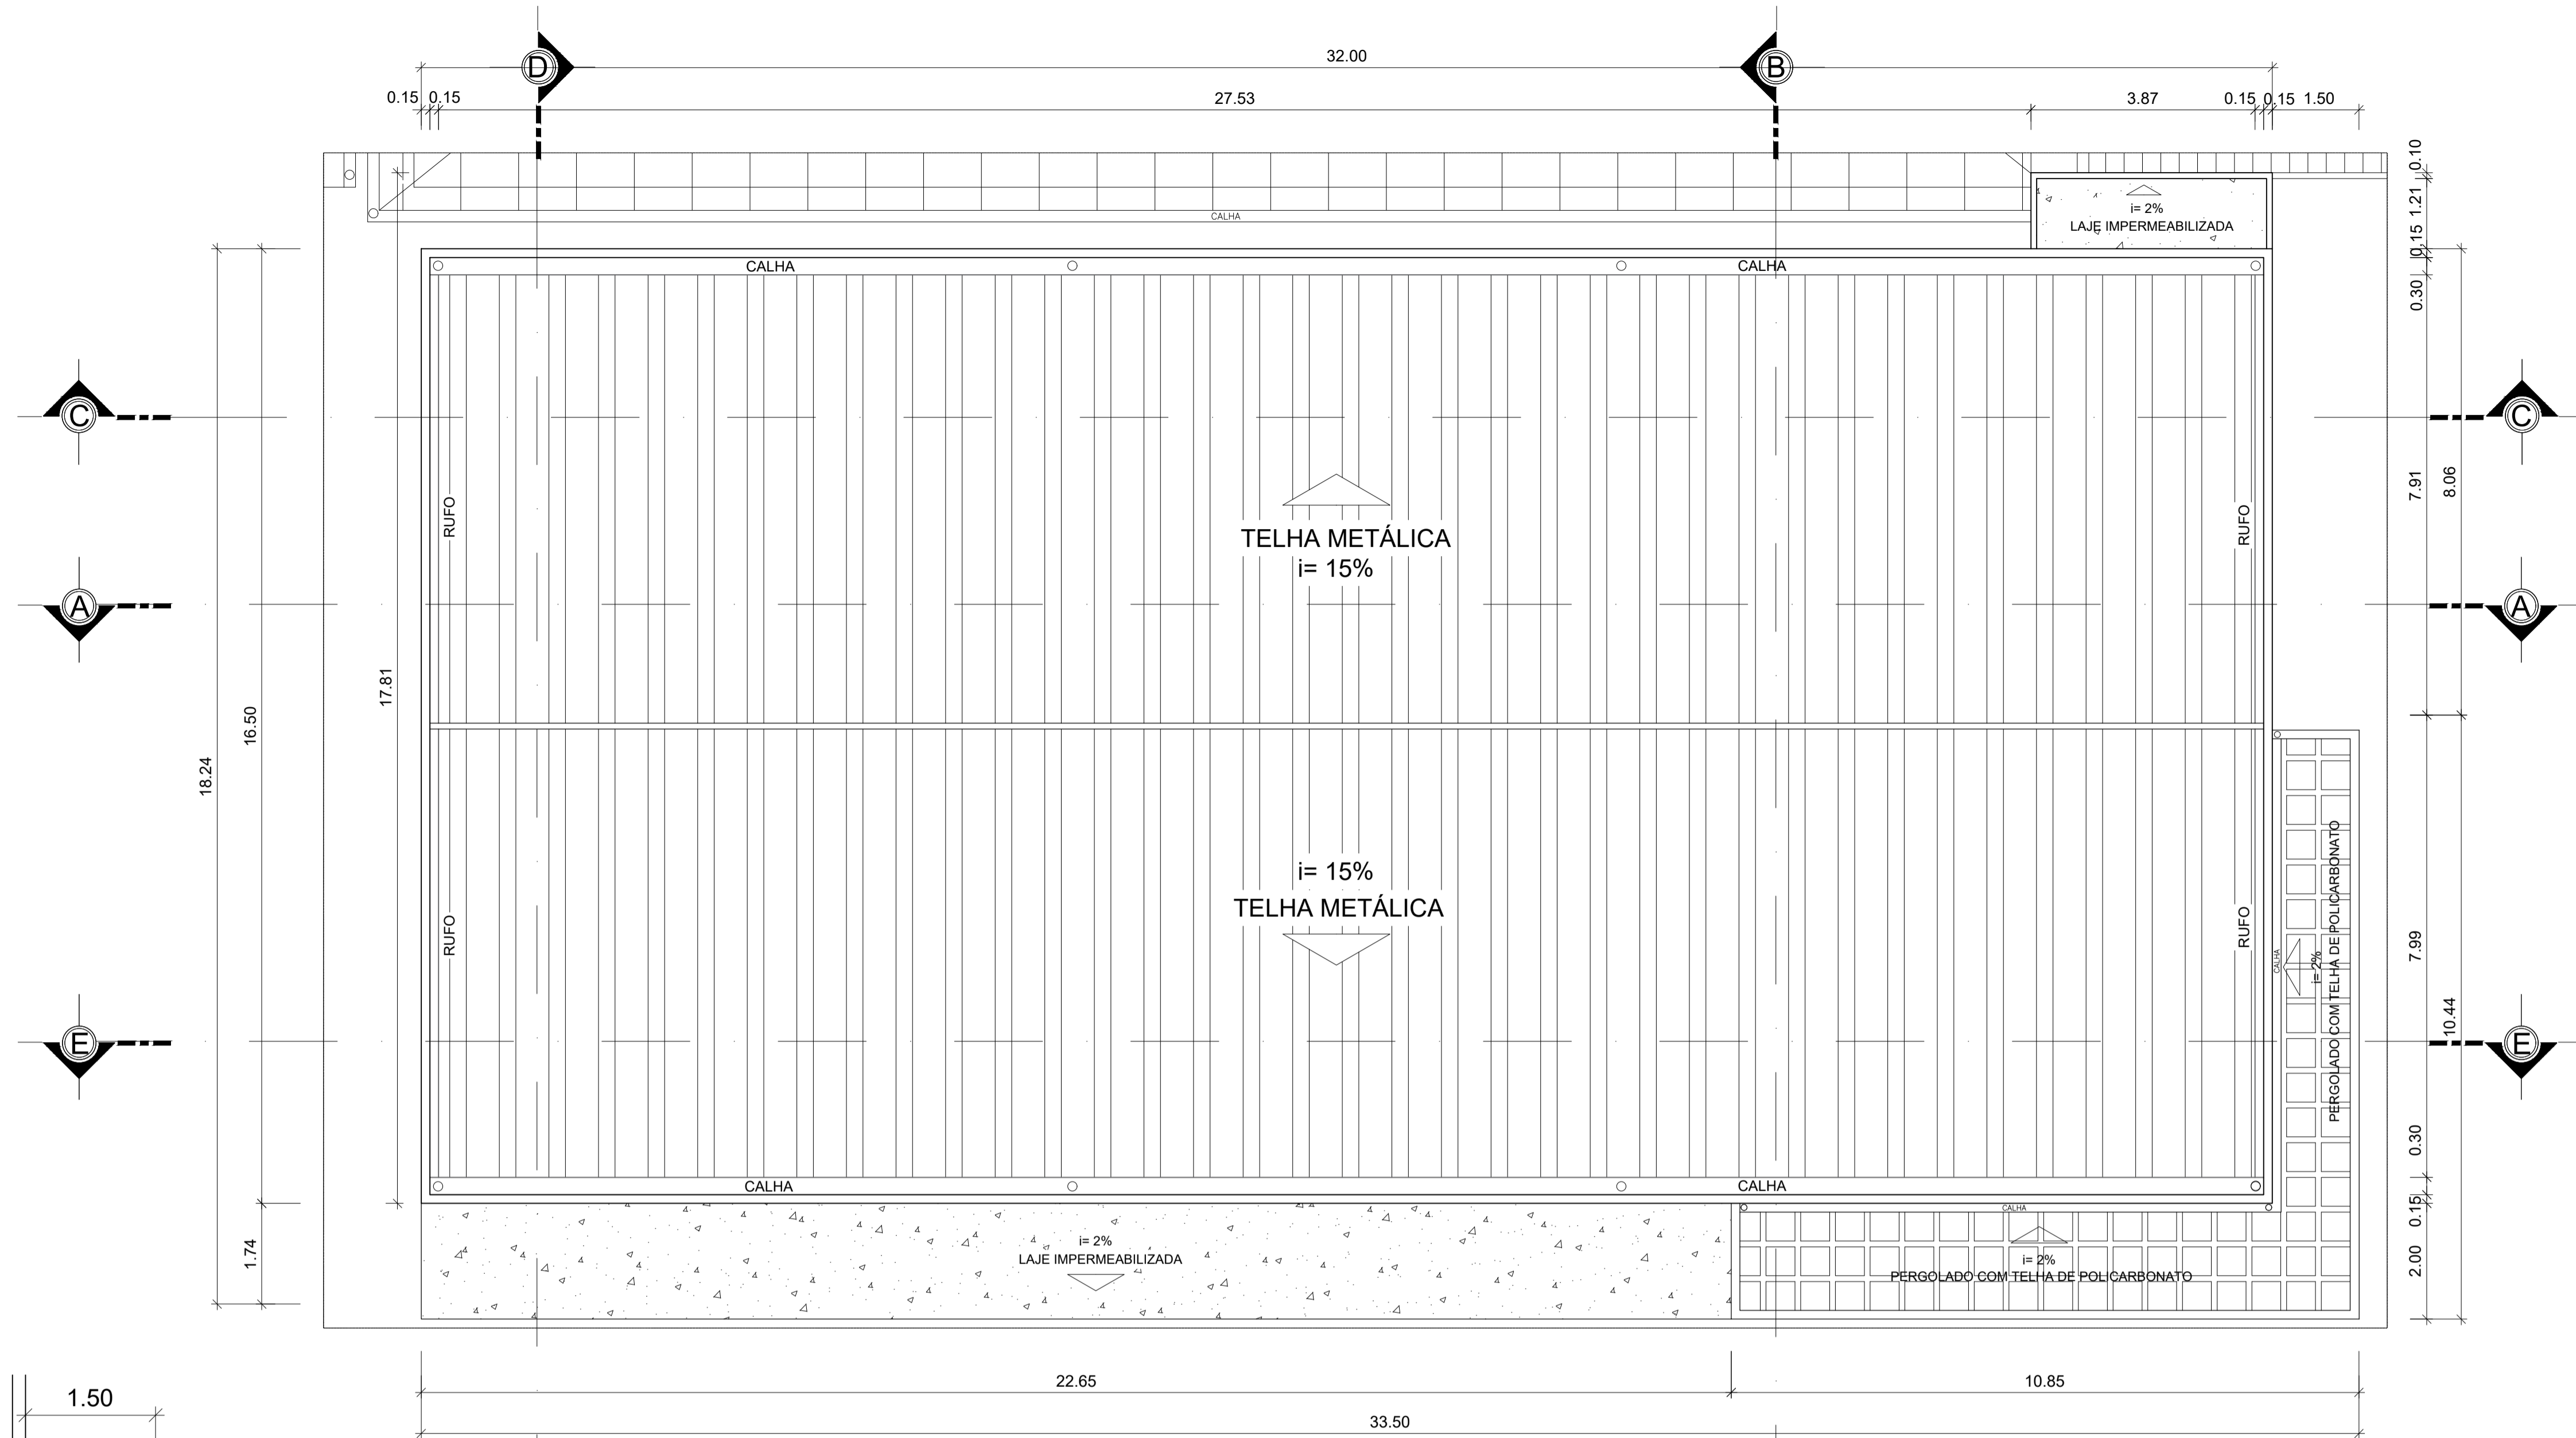 D
32.00
B
0.15
0.15
27.53
3.87
0.15
0.15
1.50
0.10
1.21
0.15
0.30
i= 2%
LAJE IMPERMEABILIZADA
CALHA
CALHA
CALHA
C
C
7.91
8.06
RUFO
RUFO
TELHA METÁLICA
i= 15%
A
A
17.81
16.50
18.24
i= 15%
TELHA METÁLICA
RUFO
RUFO
CALHA
i= 2%
PERGOLADO COM TELHA DE POLICARBONATO
7.99
10.44
E
E
0.30
0.15
2.00
CALHA
CALHA
CALHA
1.74
i= 2%
LAJE IMPERMEABILIZADA
i= 2%
PERGOLADO COM TELHA DE POLICARBONATO
22.65
10.85
1.50
33.50